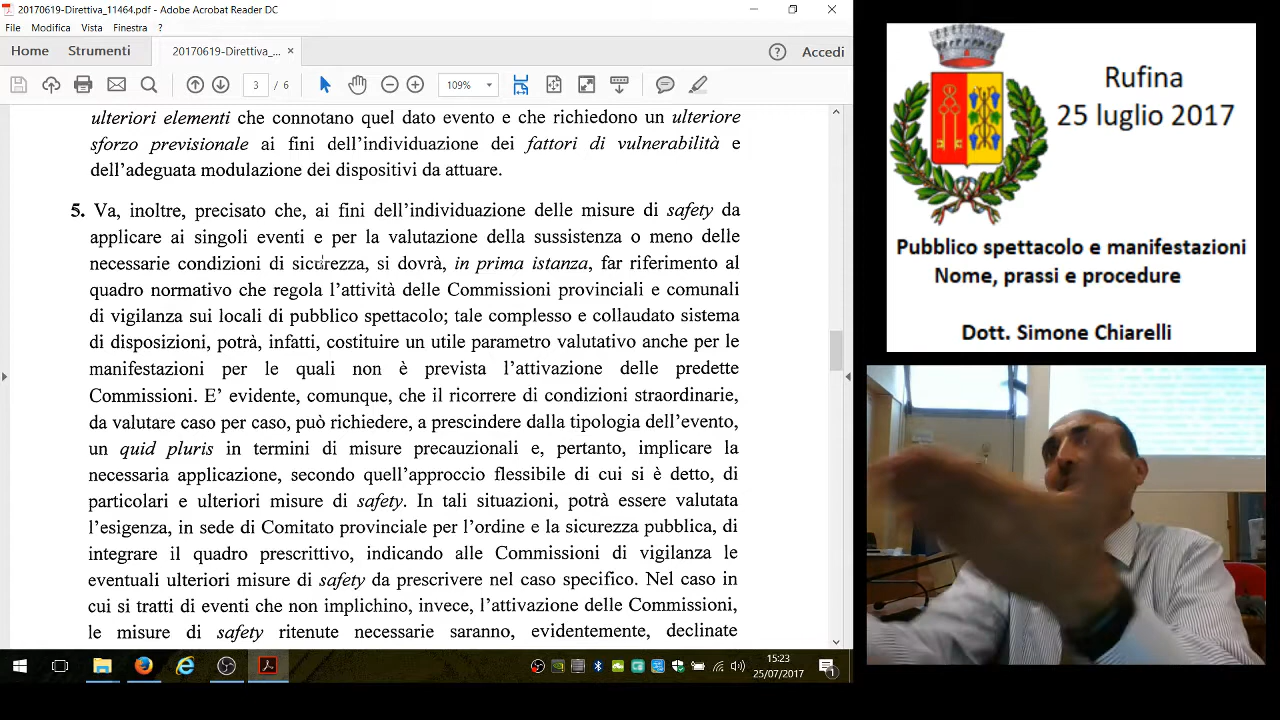 20170619-Direttiva_11464.pdf - Adobe Acrobat Reader DC
File Modifica Vista Finestra ?
Home Strumenti 20170619-Direttiva_... × ? Accedi
3 / 6 109%
ulteriori elementi che connotano quel dato evento e che richiedono un ulteriore
sforzo previsionale ai fini dell'individuazione dei fattori di vulnerabilità e
dell'adeguata modulazione dei dispositivi da attuare.
5. Va, inoltre, precisato che, ai fini dell'individuazione delle misure di safety da
applicare ai singoli eventi e per la valutazione della sussistenza o meno delle
necessarie condizioni di sicurezza, si dovrà, in prima istanza, far riferimento al
quadro normativo che regola l'attività delle Commissioni provinciali e comunali
di vigilanza sui locali di pubblico spettacolo; tale complesso e collaudato sistema
di disposizioni, potrà, infatti, costituire un utile parametro valutativo anche per le
manifestazioni per le quali non è prevista l'attivazione delle predette
Commissioni. E' evidente, comunque, che il ricorrere di condizioni straordinarie,
da valutare caso per caso, può richiedere, a prescindere dalla tipologia dell'evento,
un quid pluris in termini di misure precauzionali e, pertanto, implicare la
necessaria applicazione, secondo quell'approccio flessibile di cui si è detto, di
particolari e ulteriori misure di safety. In tali situazioni, potrà essere valutata
l'esigenza, in sede di Comitato provinciale per l'ordine e la sicurezza pubblica, di
integrare il quadro prescrittivo, indicando alle Commissioni di vigilanza le
eventuali ulteriori misure di safety da prescrivere nel caso specifico. Nel caso in
cui si tratti di eventi che non implichino, invece, l'attivazione delle Commissioni,
le misure di safety ritenute necessarie saranno, evidentemente, declinate
15:23
25/07/2017
Rufina
25 luglio 2017
Pubblico spettacolo e manifestazioni
Nome, prassi e procedure
Dott. Simone Chiarelli